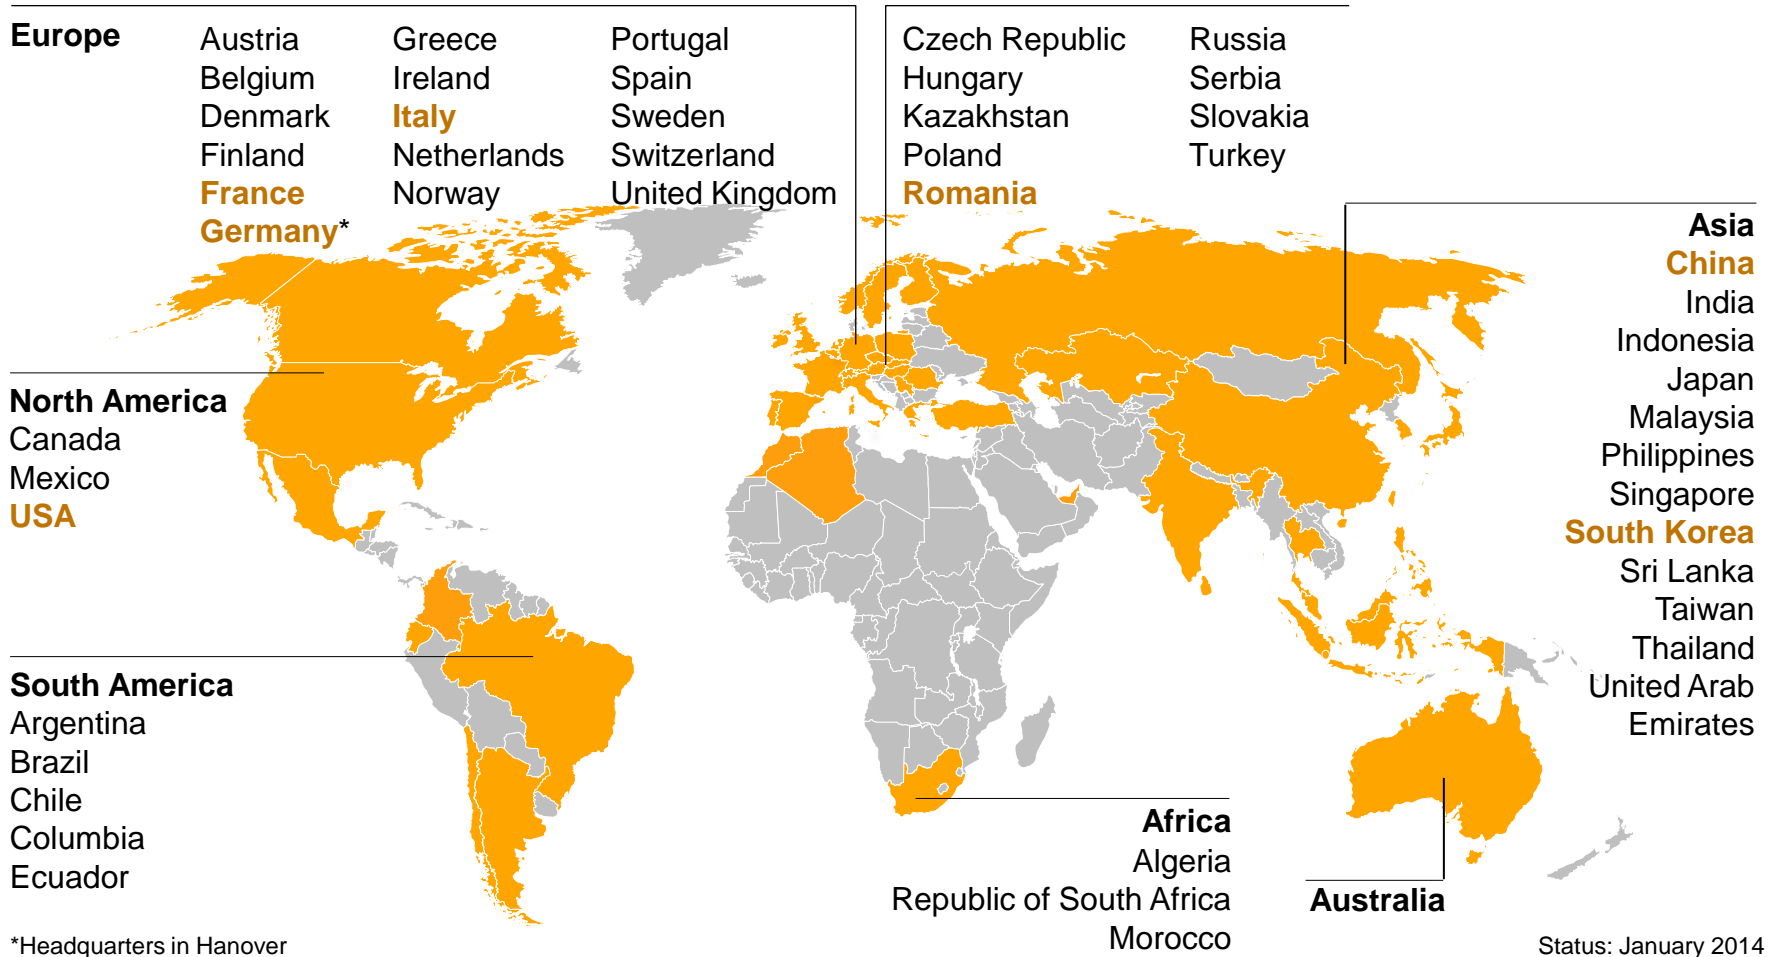 Europe
Austria
Belgium
Denmark
Finland
France
Germany*
Greece
Ireland
Italy
Netherlands
Norway
Portugal
Spain
Sweden
Switzerland
United Kingdom
Czech Republic
Hungary
Kazakhstan
Poland
Romania
Russia
Serbia
Slovakia
Turkey
Asia
China
India
Indonesia
Japan
Malaysia
Philippines
Singapore
South Korea
Sri Lanka
Taiwan
Thailand
United Arab
Emirates
North America
Canada
Mexico
USA
South America
Argentina
Brazil
Chile
Columbia
Ecuador
Africa
Algeria
Republic of South Africa
Morocco
Australia
*Headquarters in Hanover
Status: January 2014